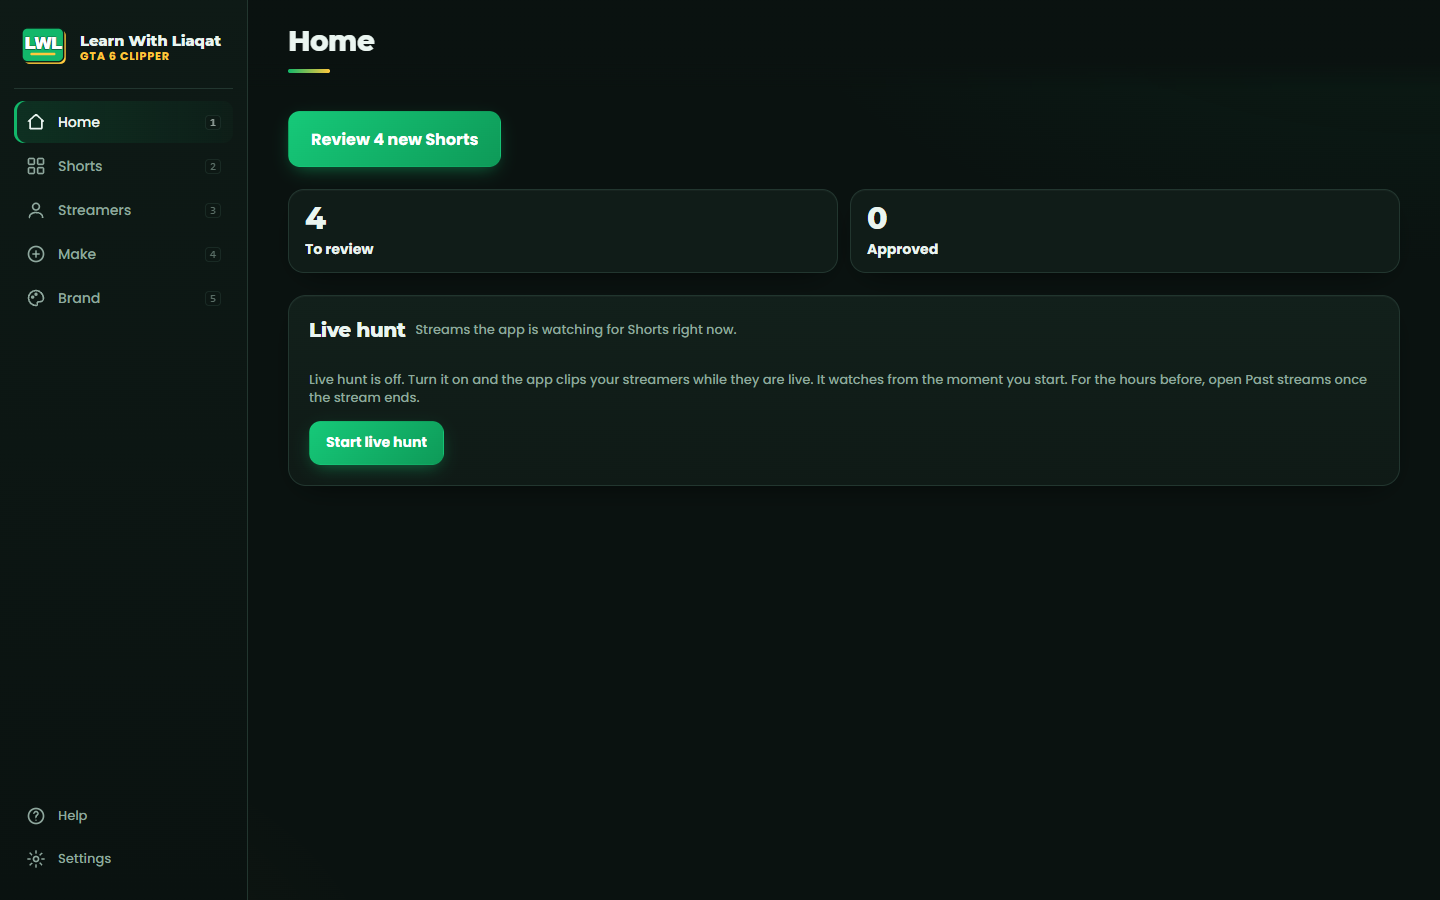 LWL
Learn With Liaqat
GTA 6 CLIPPER
Home 1
Shorts 2
Streamers 3
Make 4
Brand 5
Help
Settings
Home
Review 4 new Shorts
4
To review
0
Approved
Live hunt Streams the app is watching for Shorts right now.
Live hunt is off. Turn it on and the app clips your streamers while they are live. It watches from the moment you start. For the hours before, open Past streams once
the stream ends.
Start live hunt